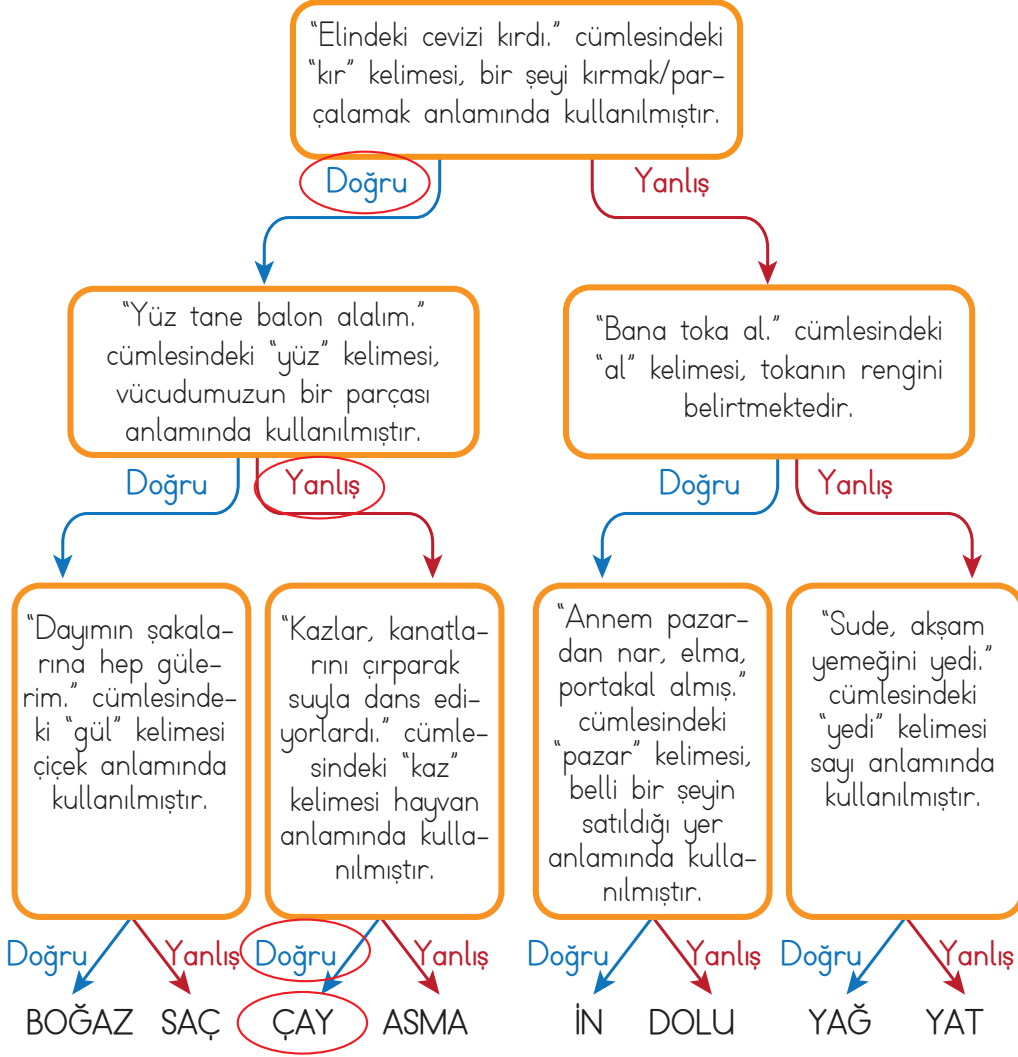 "Elindeki cevizi kırdı." cümlesindeki
"kır" kelimesi, bir şeyi kırmak/par-
çalamak anlamında kullanılmıştır.
Doğru
Yanlış
"Yüz tane balon alalım."
cümlesindeki "yüz" kelimesi,
vücudumuzun bir parçası
anlamında kullanılmıştır.
"Bana toka al." cümlesindeki
"al" kelimesi, tokanın rengini
belirtmektedir.
Doğru
Yanlış
Doğru
Yanlış
"Dayımın şakala-
rına hep güle-
rim." cümlesinde-
ki "gül" kelimesi
çiçek anlamında
kullanılmıştır.
"Kazlar, kanatla-
rını çırparak
suyla dans edi-
yorlardı." cümle-
sindeki "kaz"
kelimesi hayvan
anlamında kulla-
nılmıştır.
"Annem pazar-
dan nar, elma,
portakal almış."
cümlesindeki
"pazar" kelimesi,
belli bir şeyin
satıldığı yer
anlamında kulla-
nılmıştır.
"Sude, akşam
yemeğini yedi."
cümlesindeki
"yedi" kelimesi
sayı anlamında
kullanılmıştır.
Doğru
Yanlış
Doğru
Yanlış
Doğru
Yanlış
Doğru
Yanlış
BOĞAZ
SAÇ
ÇAY
ASMA
İN
DOLU
YAĞ
YAT